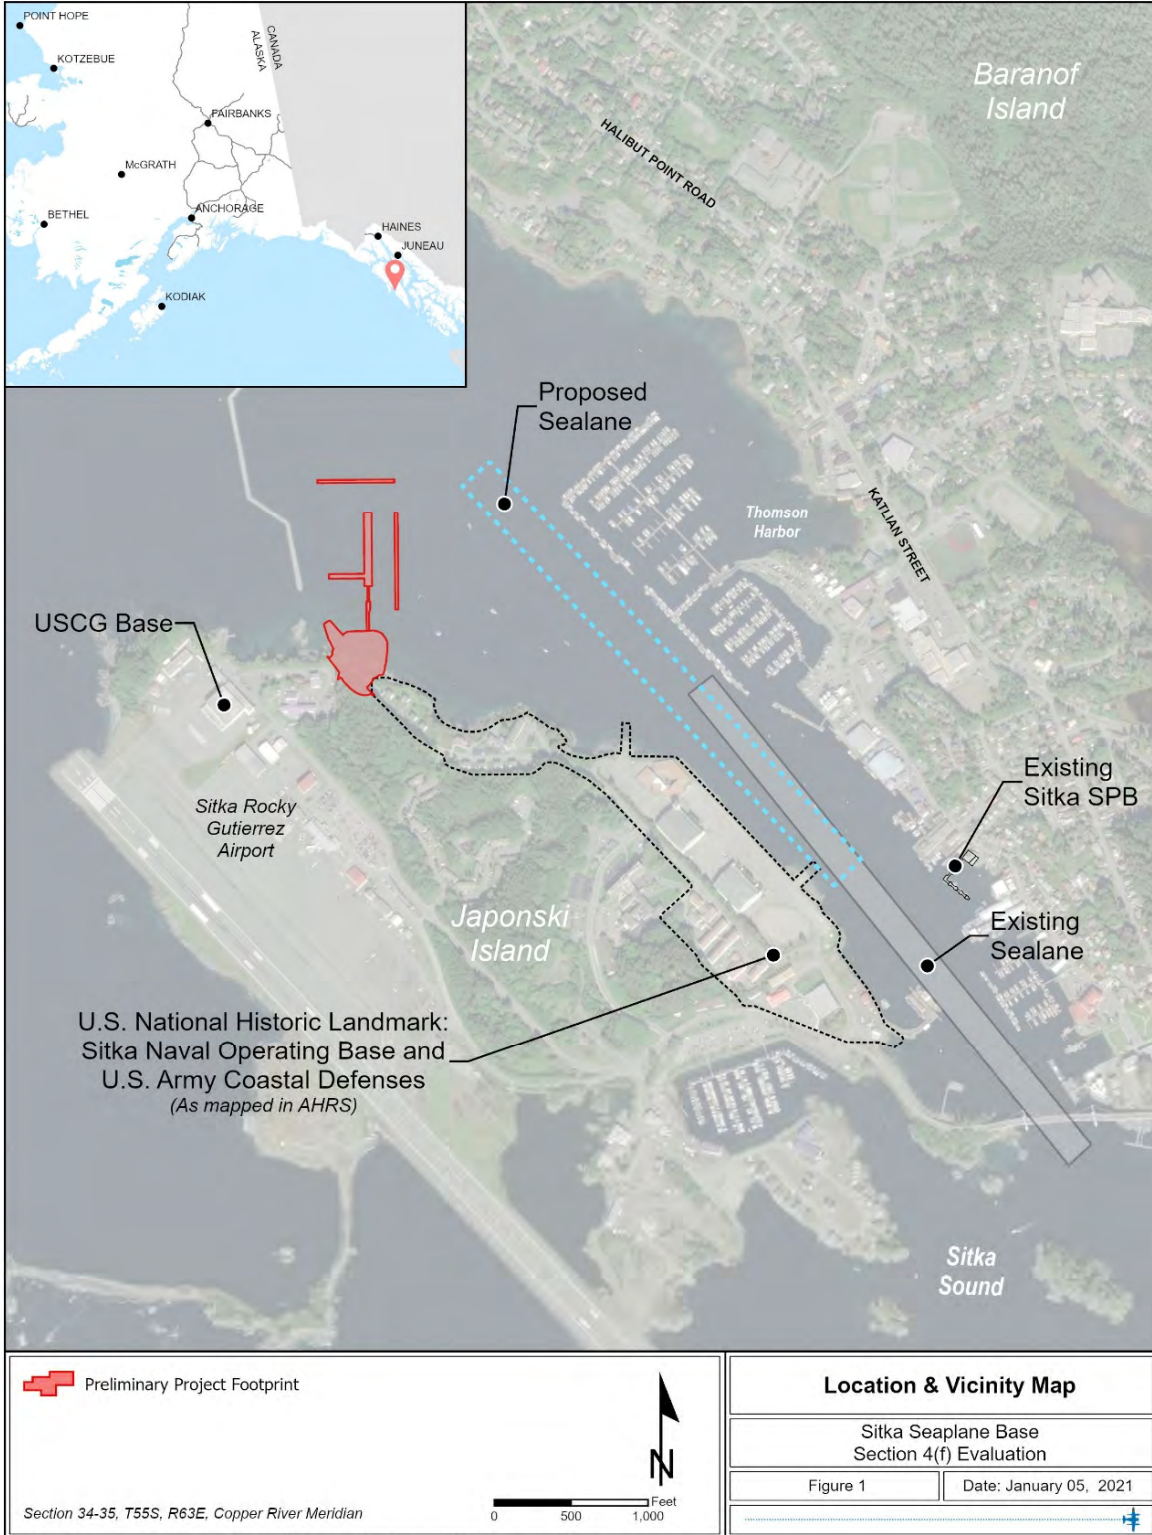 POINT HOPE
KOTZEBUE
CANADA
ALASKA
FAIRBANKS
McGRATH
BETHEL
ANCHORAGE
HAINES
JUNEAU
KODIAK
Baranof
Island
HALIBUT POINT ROAD
Proposed
Sealane
Thomson
Harbor
KATLIAN STREET
USCG Base
Sitka Rocky
Gutierrez
Airport
Existing
Sitka SPB
Japonski
Island
Existing
Sealane
U.S. National Historic Landmark:
Sitka Naval Operating Base and
U.S. Army Coastal Defenses
(As mapped in AHRS)
Sitka
Sound
Preliminary Project Footprint
N
Feet
0 500 1,000
Section 34-35, T55S, R63E, Copper River Meridian
Location & Vicinity Map
Sitka Seaplane Base
Section 4(f) Evaluation
Figure 1
Date: January 05, 2021